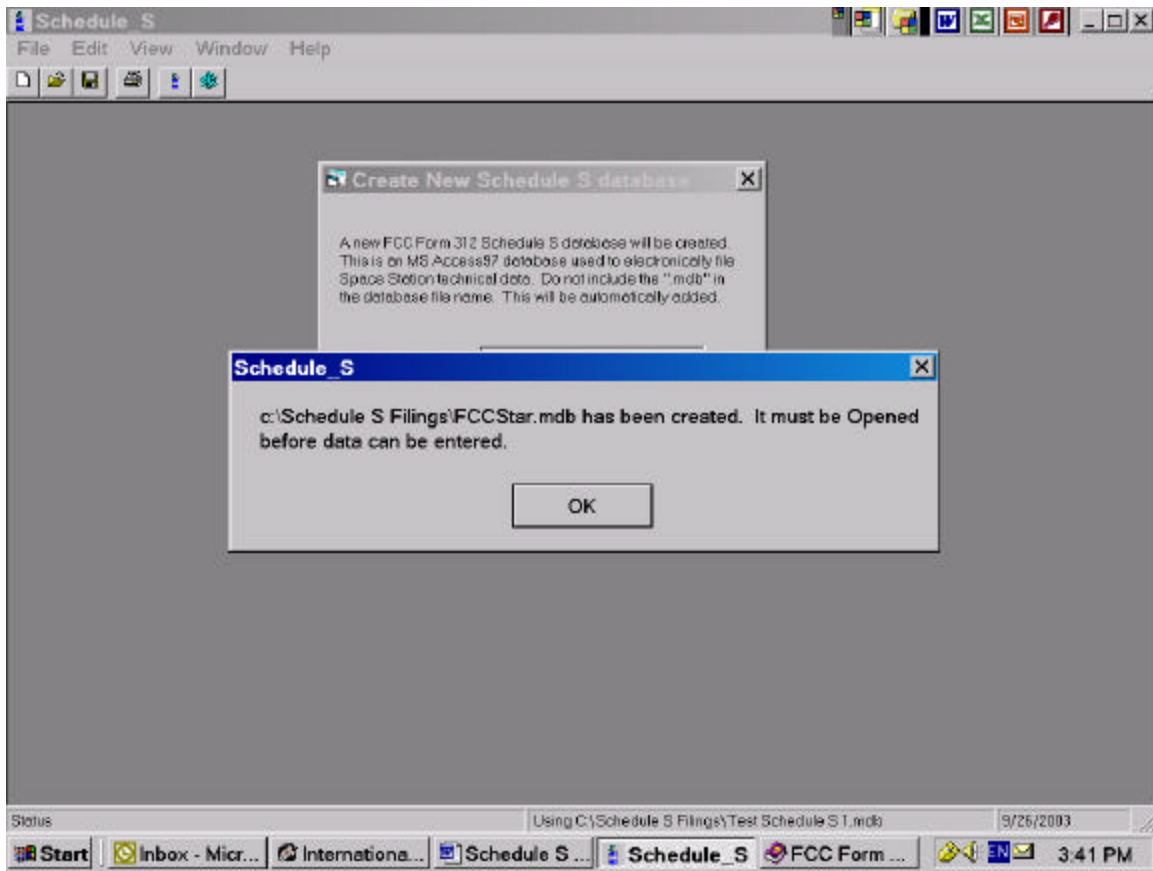 Schedule_S
File Edit View Window Help
Create New Schedule S database
A new FCC Form 312 Schedule S database will be created.
This is an MS Access97 database used to electronically file
Space Station technical data. Do not include the ".mdb" in
the database file name. This will be automatically added.
Schedule_S
c:\Schedule S Filings\FCCStar.mdb has been created. It must be Opened
before data can be entered.
OK
Status Using C:\Schedule S Filings\Test Schedule S 1.mdb 9/26/2003
Start Inbox - Micr... Internationa... Schedule S ... Schedule_S FCC Form ... EN 3:41 PM